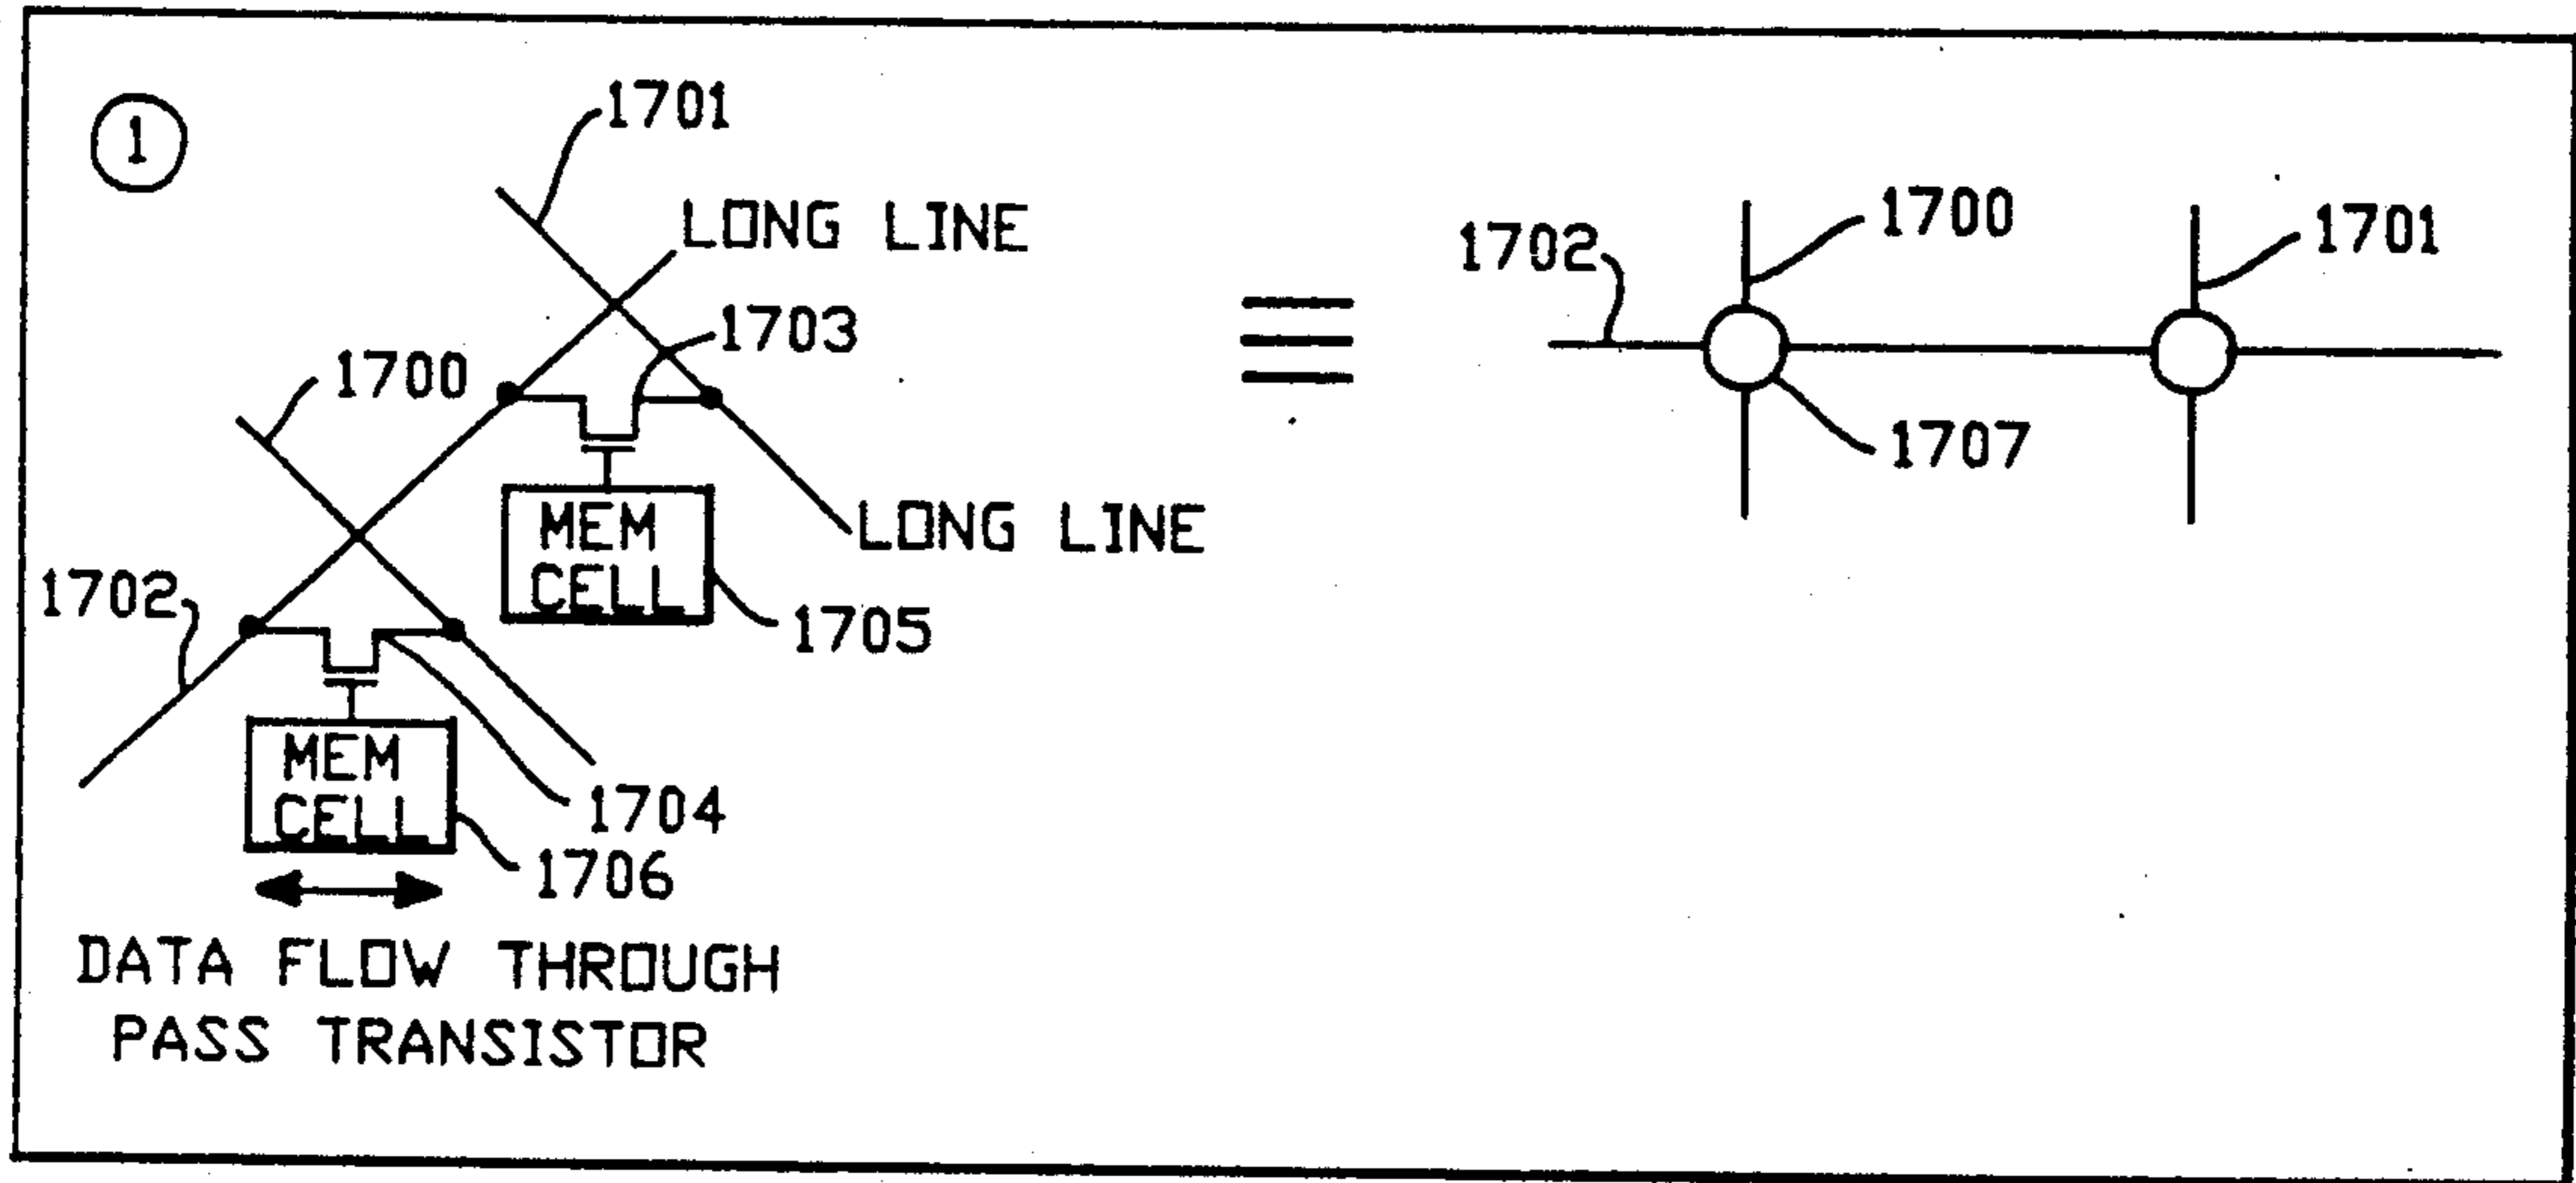 1
1701
LONG LINE
1703
1700
LONG LINE
MEM
CELL
1705
1702
MEM
CELL
1704
1706
DATA FLOW THROUGH
PASS TRANSISTOR
1702
1700
1701
1707